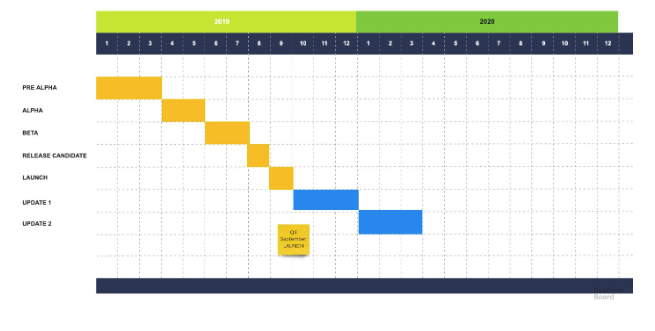 2019 2020
1 2 3 4 5 6 7 8 9 10 11 12 1 2 3 4 5 6 7 8 9 10 11 12
PRE ALPHA
ALPHA
BETA
RELEASE CANDIDATE
LAUNCH
UPDATE 1
UPDATE 2
September
LAUNCH
Board